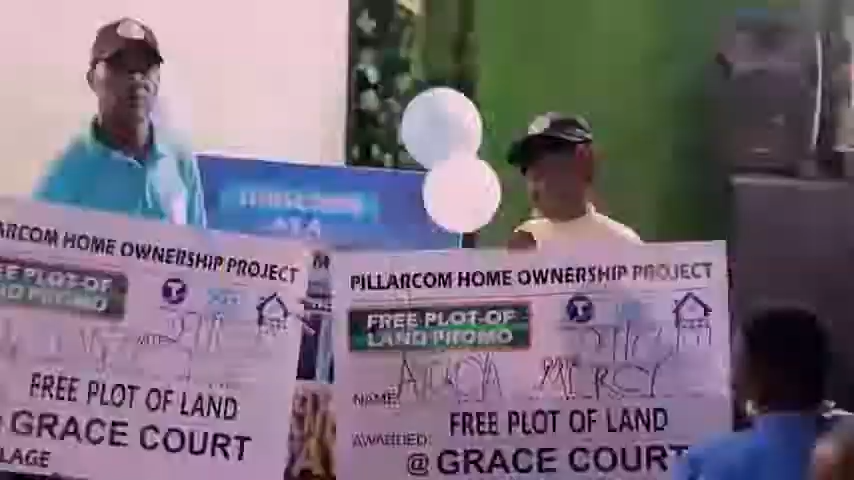 ARCOM HOME OWNERSHIP PROJECT
EE PLOT OF
ND PROMO
FREE PLOT OF LAND
@ GRACE COURT
LAGE
PILLARCOM HOME OWNERSHIP PROJECT
FREE PLOT OF
LAND PROMO
NAME: MERCY
AWARDED: FREE PLOT OF LAND
@ GRACE COURT